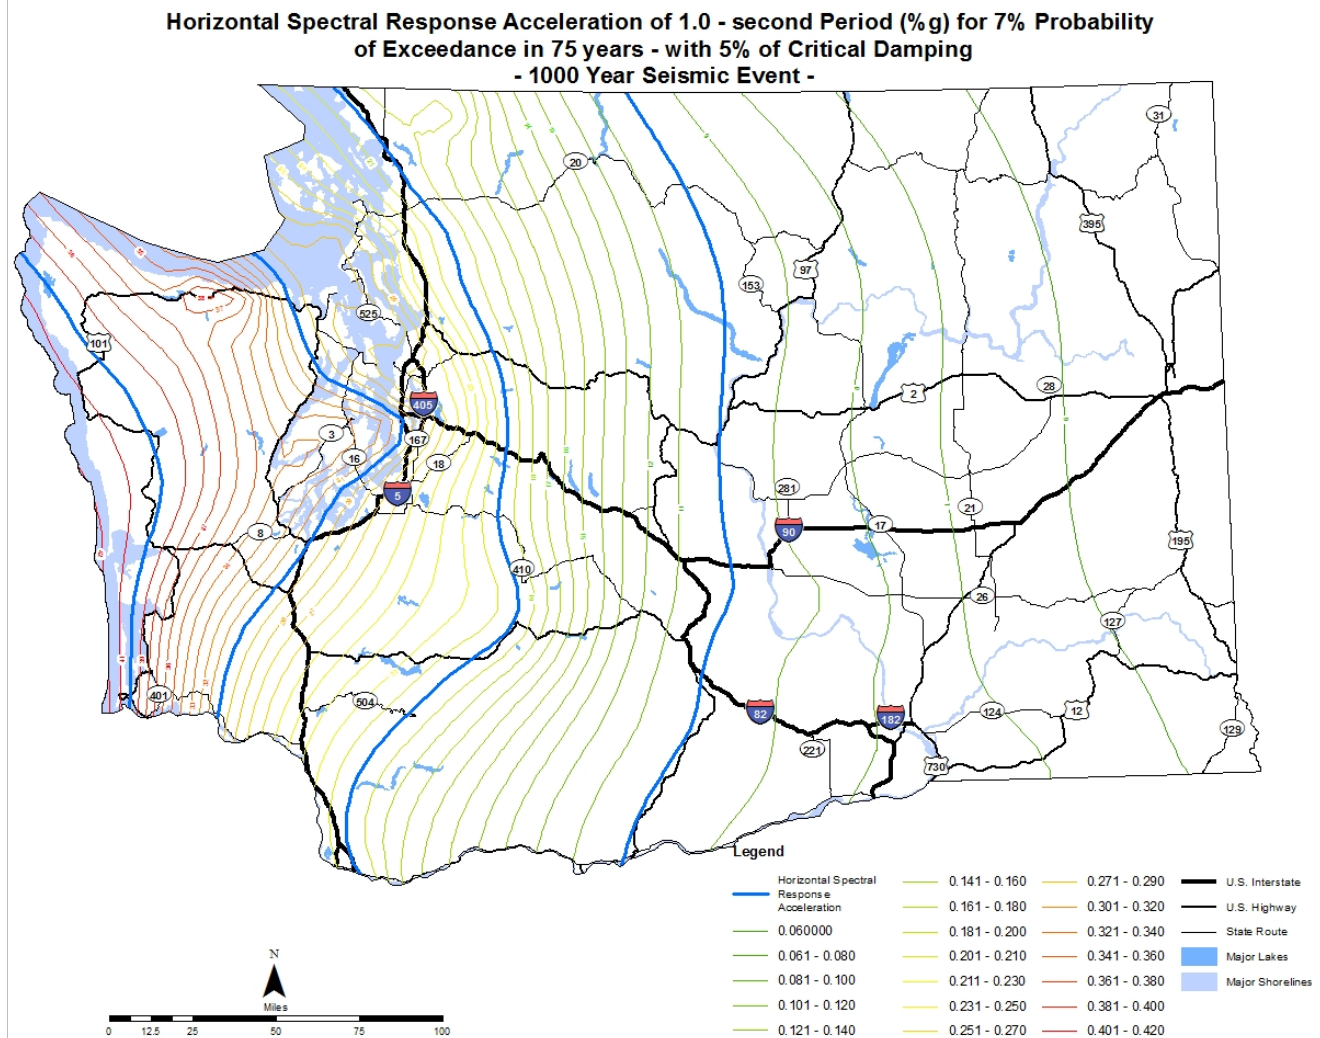 Horizontal Spectral Response Acceleration of 1.0 - second Period (%g) for 7% Probability
of Exceedance in 75 years - with 5% of Critical Damping
- 1000 Year Seismic Event -
31
20
395
97
153
525
101
28
2
405
3
167
16
18
5
281
21
17
90
8
195
410
26
127
401
504
82
182
124
12
129
221
730
Legend
Horizontal Spectral
Response
Acceleration
0.060000
0.061 - 0.080
0.081 - 0.100
0.101 - 0.120
0.121 - 0.140
0.141 - 0.160
0.161 - 0.180
0.181 - 0.200
0.201 - 0.210
0.211 - 0.230
0.231 - 0.250
0.251 - 0.270
0.271 - 0.290
0.301 - 0.320
0.321 - 0.340
0.341 - 0.360
0.361 - 0.380
0.381 - 0.400
0.401 - 0.420
U.S. Interstate
U.S. Highway
State Route
Major Lakes
Major Shorelines
N
Miles
0 12.5 25 50 75 100